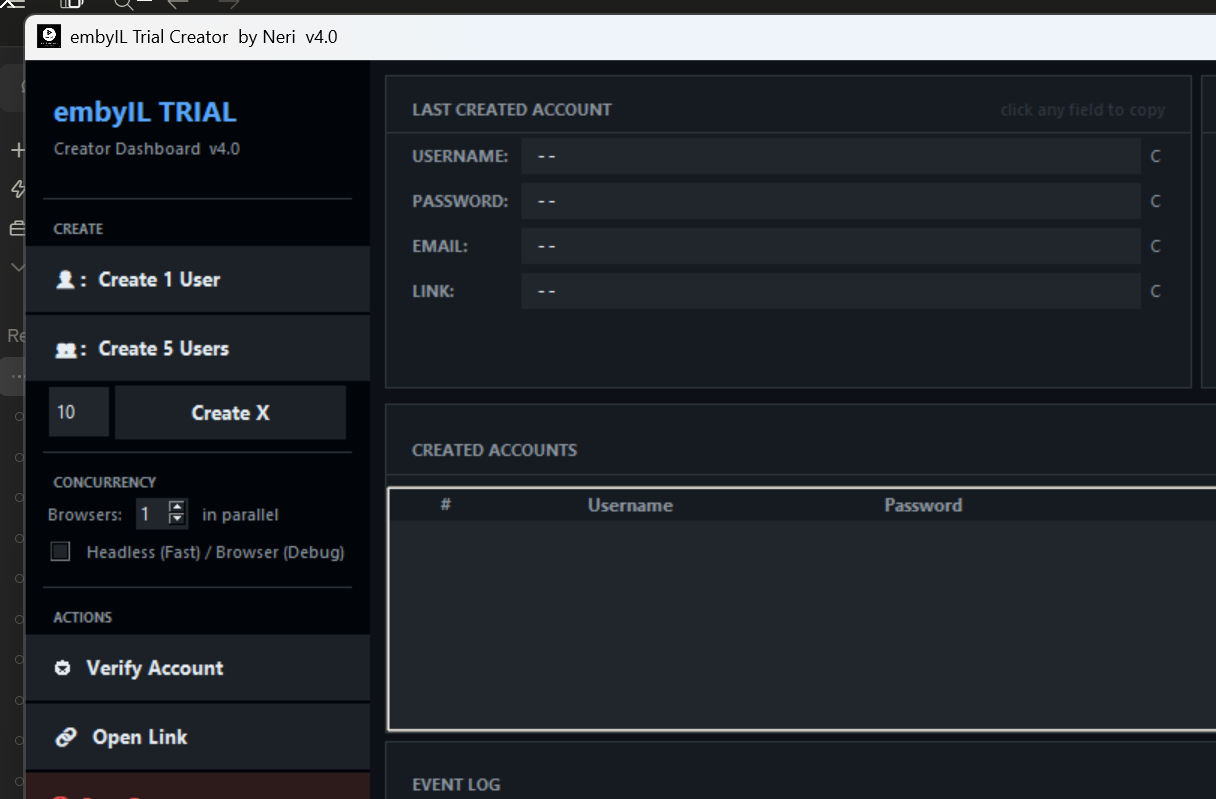 embyIL Trial Creator by Neri v4.0
embyIL TRIAL
Creator Dashboard v4.0
CREATE
: Create 1 User
: Create 5 Users
10 Create X
CONCURRENCY
Browsers: 1 in parallel
Headless (Fast) / Browser (Debug)
ACTIONS
Verify Account
Open Link
LAST CREATED ACCOUNT click any field to copy
USERNAME: -- C
PASSWORD: -- C
EMAIL: -- C
LINK: -- C
CREATED ACCOUNTS
# Username Password
EVENT LOG
Re